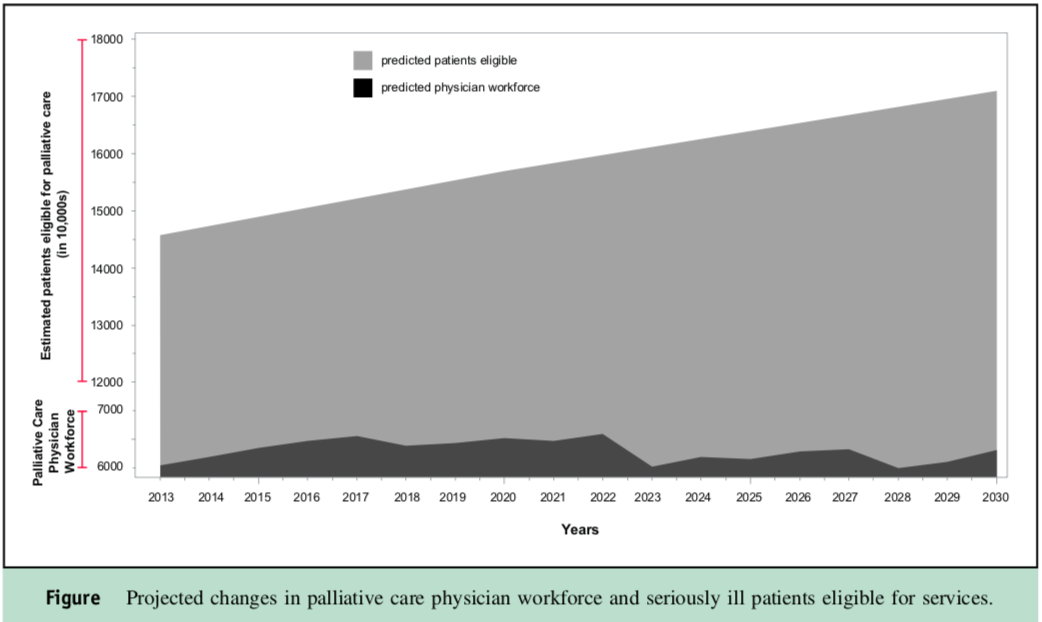 18000
17000
16000
15000
14000
13000
12000
7000
6000
Estimated patients eligible for palliative care
(in 10,000s)
Palliative Care
Physician
Workforce
predicted patients eligible
predicted physician workforce
2013 2014 2015 2016 2017 2018 2019 2020 2021 2022 2023 2024 2025 2026 2027 2028 2029 2030
Years
Figure Projected changes in palliative care physician workforce and seriously ill patients eligible for services.